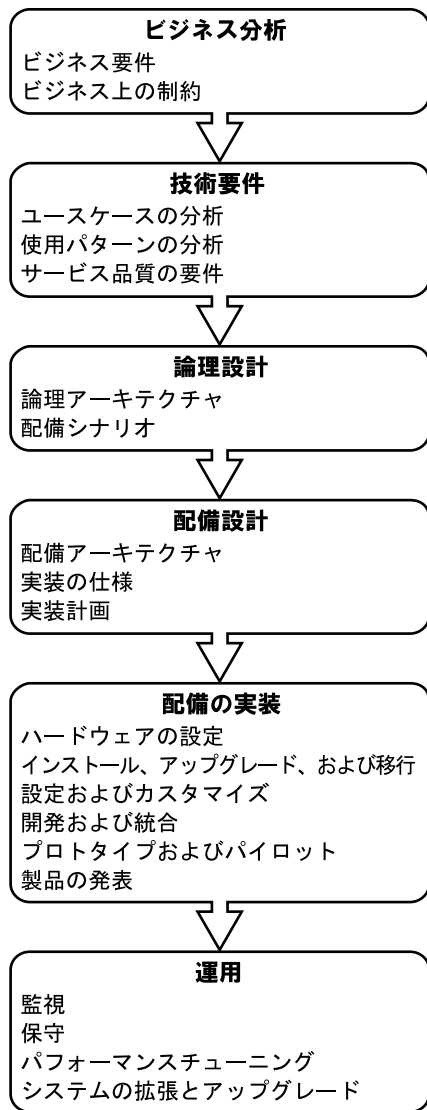 ビジネス分析
ビジネス要件
ビジネス上の制約
技術要件
ユースケースの分析
使用パターンの分析
サービス品質の要件
論理設計
論理アーキテクチャ
配備シナリオ
配備設計
配備アーキテクチャ
実装の仕様
実装計画
配備の実装
ハードウェアの設定
インストール、アップグレード、および移行
設定およびカスタマイズ
開発および統合
プロトタイプおよびパイロット
製品の発表
運用
監視
保守
パフォーマンスチューニング
システムの拡張とアップグレード